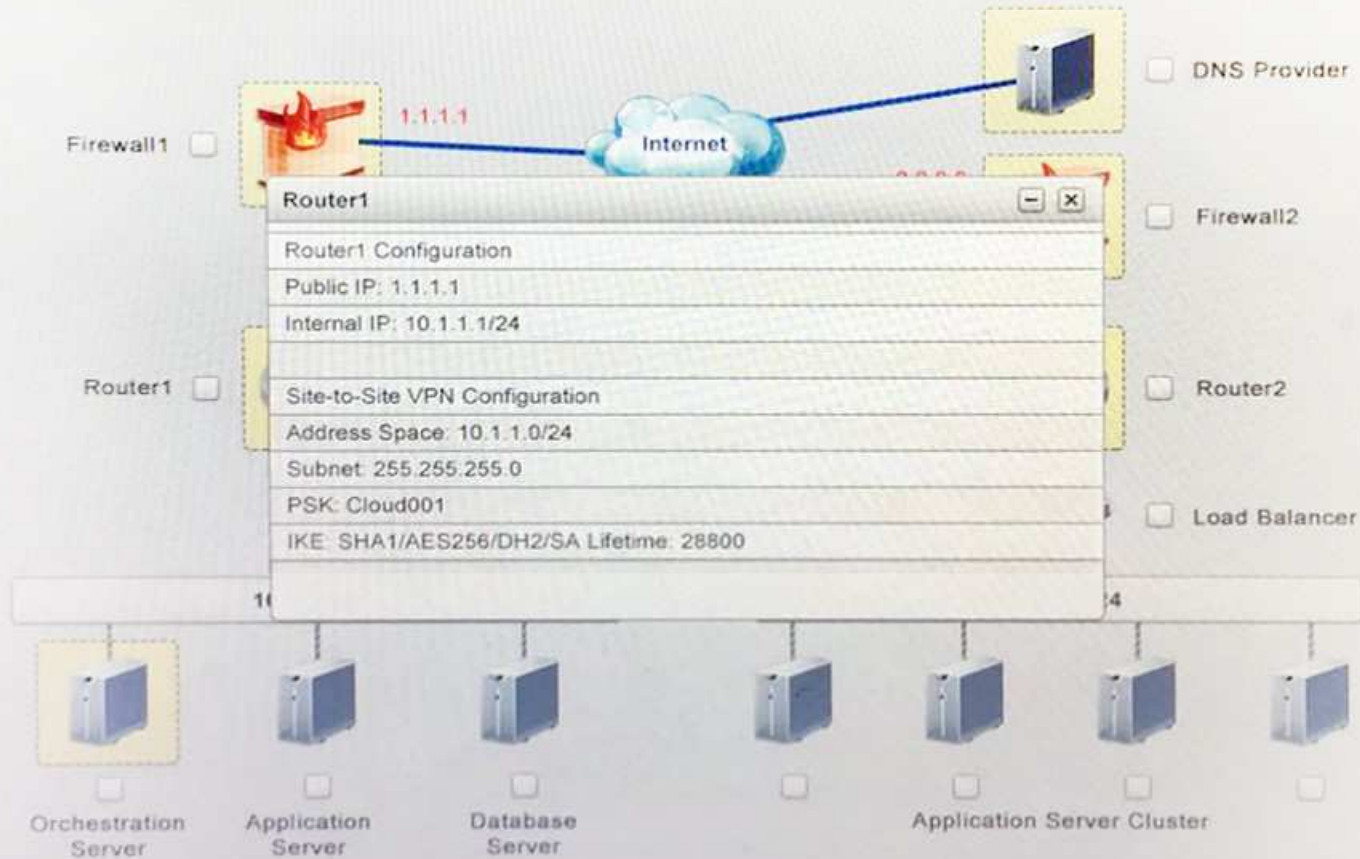 DNS Provider
Firewall1
1.1.1.1
Internet
Router1
Firewall2
Router1 Configuration
Public IP: 1.1.1.1
Internal IP: 10.1.1.1/24
Router1
Router2
Site-to-Site VPN Configuration
Address Space: 10.1.1.0/24
Subnet: 255.255.255.0
PSK: Cloud001
Load Balancer
IKE: SHA1/AES256/DH2/SA Lifetime: 28800
Orchestration
Server
Application
Server
Database
Server
Application Server Cluster